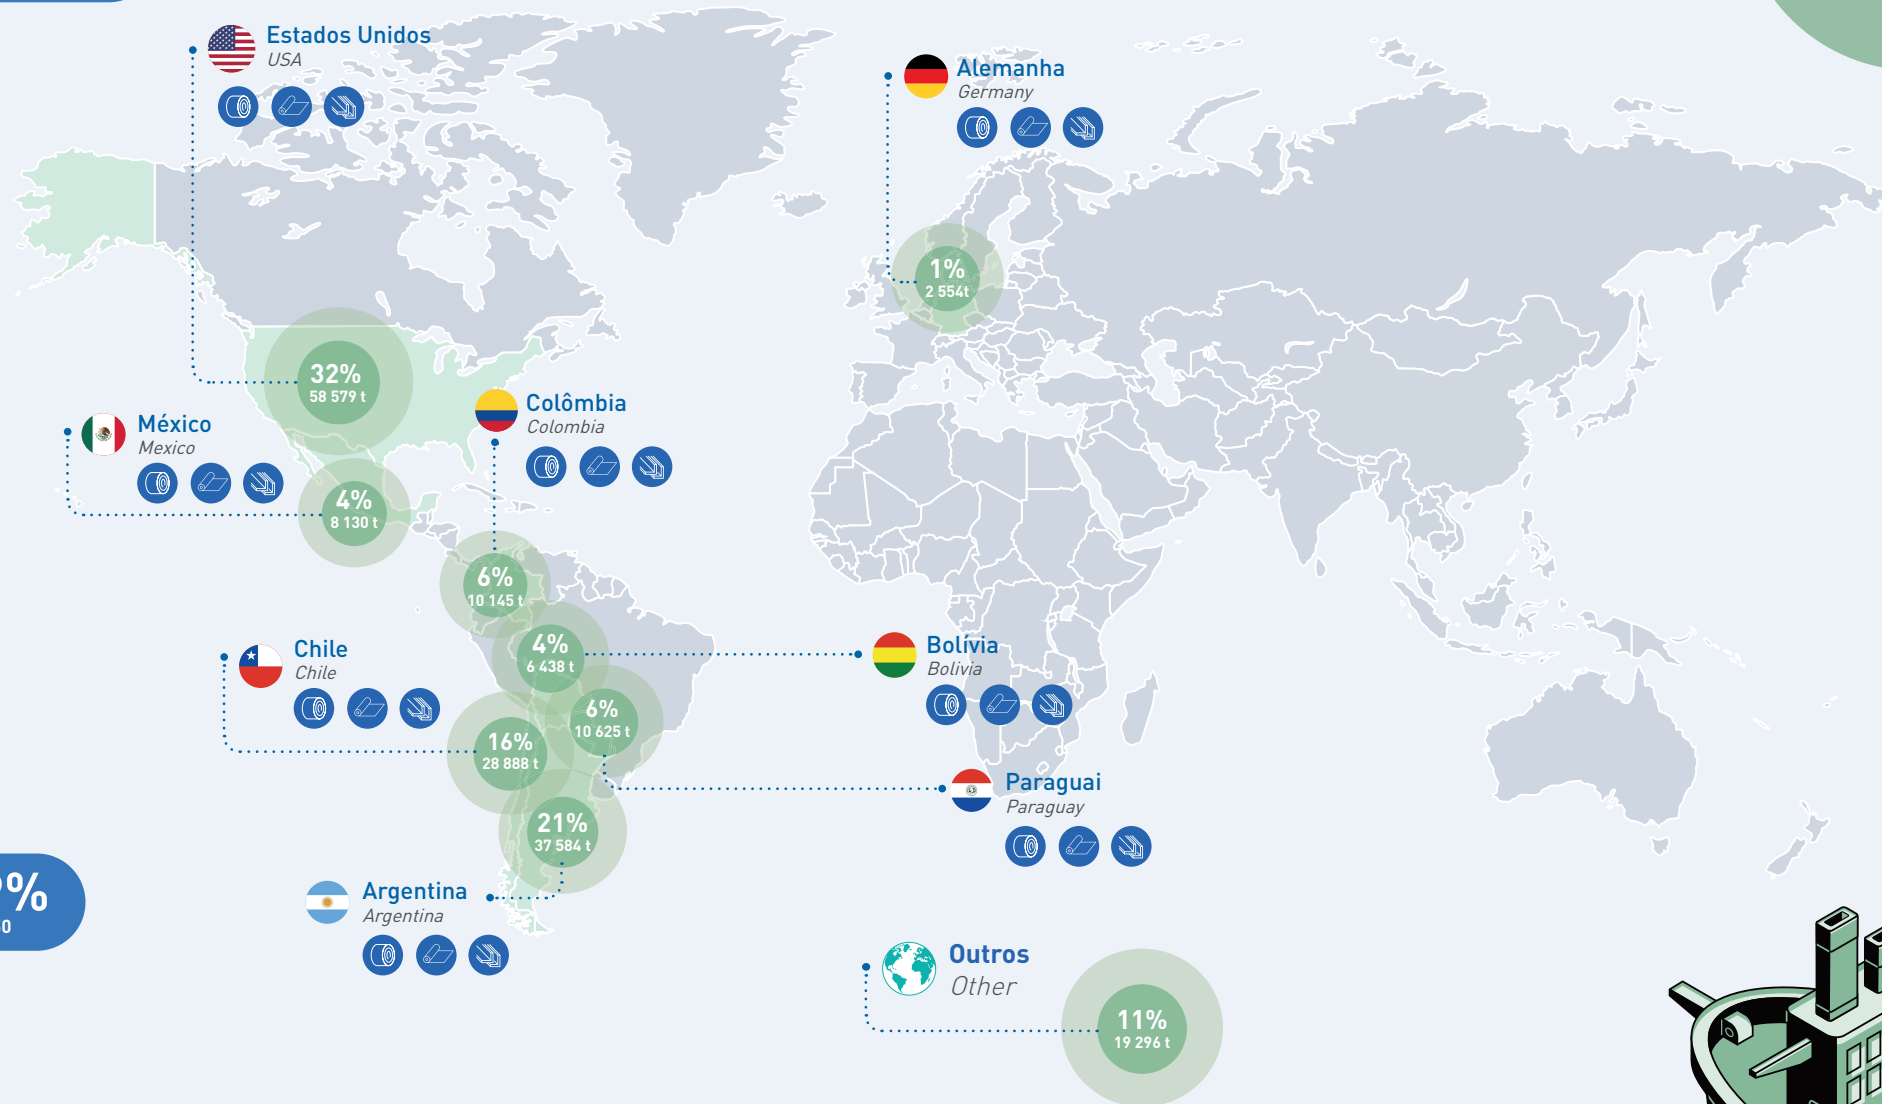 Estados Unidos
USA
Alemanha
Germany
1%
2 554t
32%
58 579 t
Colômbia
Colombia
México
Mexico
4%
8 130 t
6%
10 145 t
Chile
Chile
4%
6 438 t
Bolívia
Bolivia
6%
10 625 t
16%
28 888 t
Paraguai
Paraguay
21%
37 584 t
Argentina
Argentina
%
0
Outros
Other
11%
19 296 t